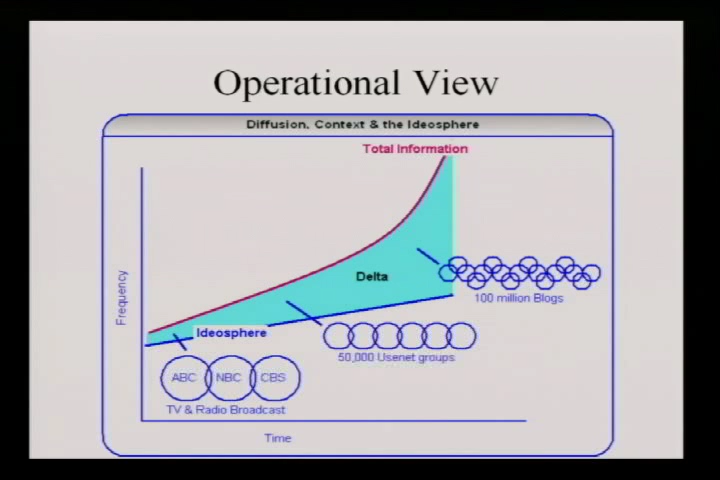 Operational View
Diffusion, Context & the Ideosphere
Total Information
Frequency
Delta
100 million Blogs
Ideosphere
50,000 Usenet groups
ABC NBC CBS
TV & Radio Broadcast
Time